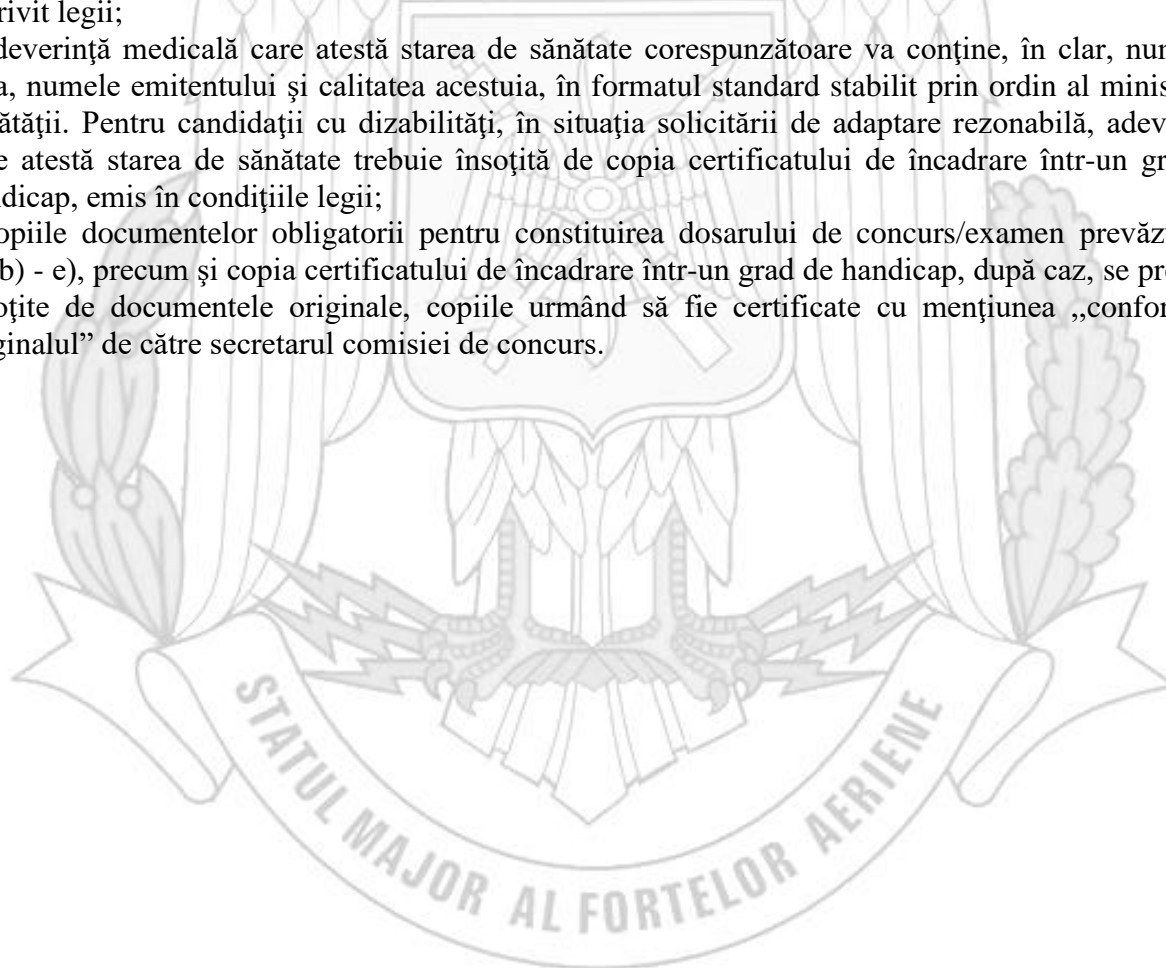 rivit legii;
deverinţă medicală care atestă starea de sănătate corespunzătoare va conţine, în clar, num
a, numele emitentului şi calitatea acestuia, în formatul standard stabilit prin ordin al minis
ătăţii. Pentru candidaţii cu dizabilităţi, în situaţia solicitării de adaptare rezonabilă, adev
e atestă starea de sănătate trebuie însoţită de copia certificatului de încadrare într-un gr
dicap, emis în condiţiile legii;
opiile documentelor obligatorii pentru constituirea dosarului de concurs/examen prevăz
b) - e), precum şi copia certificatului de încadrare într-un grad de handicap, după caz, se pr
oţite de documentele originale, copiile urmând să fie certificate cu menţiunea ,,confor
ginalul” de către secretarul comisiei de concurs.
STATUL MAJOR AL FORTELOR AERIENE